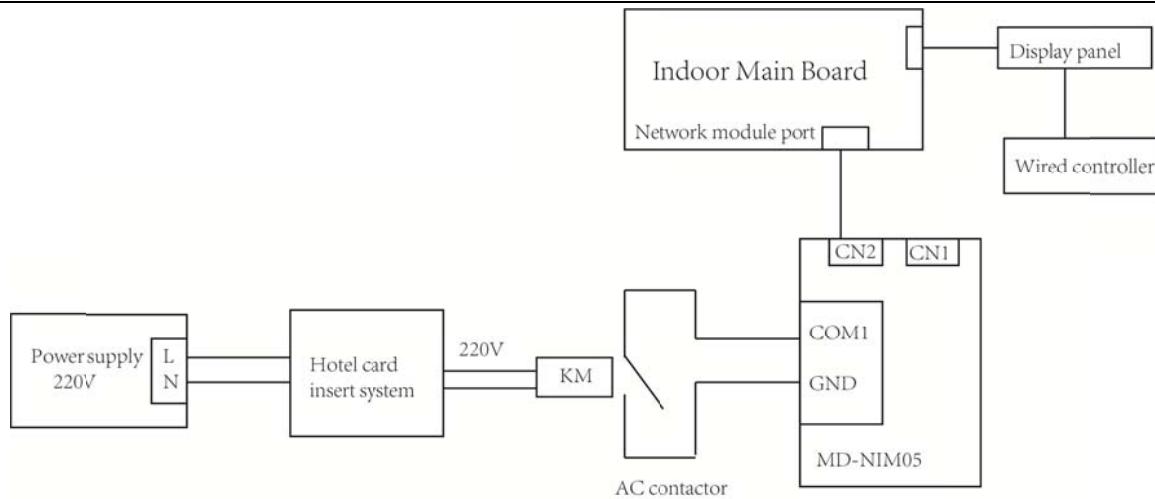 Indoor Main Board
Display panel
Network module port
Wired controller
CN2
CN1
Power supply
220V
L
N
Hotel card
insert system
220V
KM
COM1
GND
MD-NIM05
AC contactor